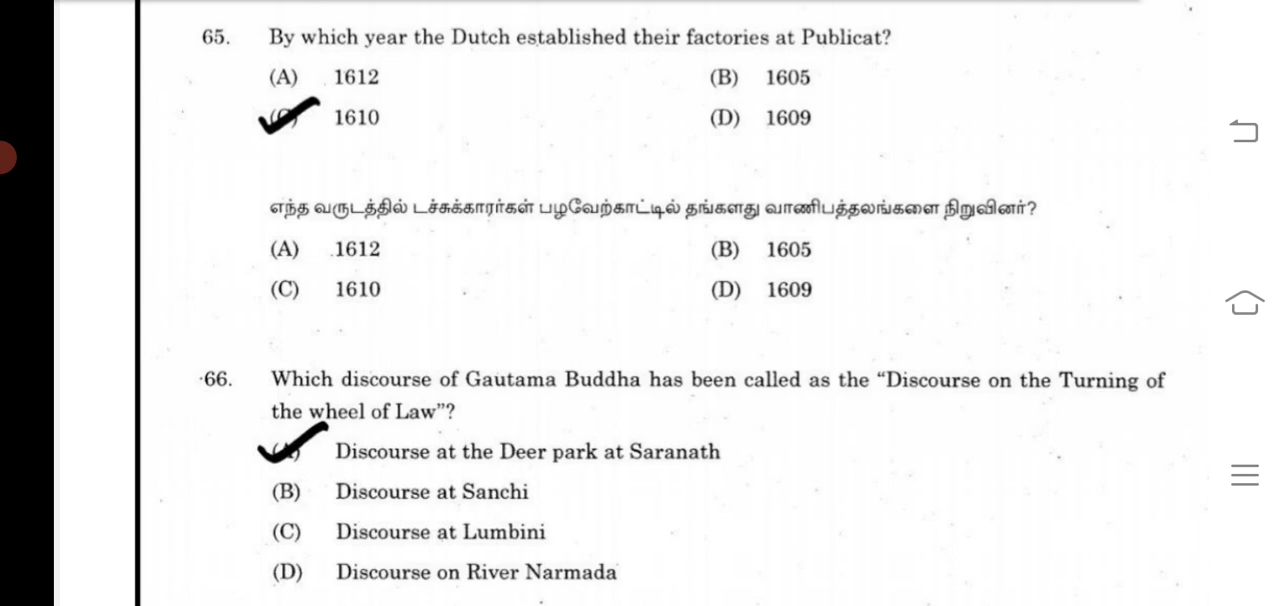 65. By which year the Dutch established their factories at Publicat?
(A) 1612 (B) 1605
1610 (D) 1609
எந்த வருடத்தில் டச்சுக்காரர்கள் பழவேற்காட்டில் தங்களது வாணிபத்தலங்களை நிறுவினர்?
(A) 1612 (B) 1605
(C) 1610 (D) 1609
66. Which discourse of Gautama Buddha has been called as the “Discourse on the Turning of
the wheel of Law”?
Discourse at the Deer park at Saranath
(B) Discourse at Sanchi
(C) Discourse at Lumbini
(D) Discourse on River Narmada